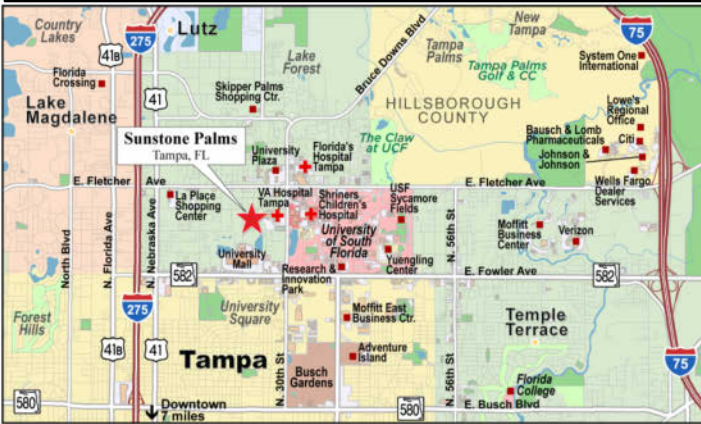 Country
Lakes
41B
275
Lutz
Lake
Forest
Bruce Downs Blvd
New
Tampa
Tampa
Palms
Tampa Palms
Golf & CC
75
System One
International
Florida
Crossing
41
Skipper Palms
Shopping Ctr.
HILLSBOROUGH
COUNTY
Lowe's
Regional
Office
Lake
Magdalene
Sunstone Palms
Tampa, FL
University
Plaza
Florida's
Hospital
Tampa
The Claw
at UCF
Bausch & Lomb
Pharmaceuticals
Citi
Johnson &
Johnson
E. Fletcher Ave
E. Fletcher Ave
Wells Fargo
Dealer
Services
La Place
Shopping
Center
VA Hospital
Tampa
Shriners
Children's
Hospital
USF
Sycamore
Fields
North Blvd
N. Florida Ave
N. Nebraska Ave
University
Mall
University
of South
Florida
N. 56th St
Moffitt
Business
Center
Verizon
582
Research &
Innovation
Park
Yuengling
Center
E. Fowler Ave
582
Forest
Hills
275
University
Square
Moffitt East
Business Ctr.
Temple
Terrace
41B
41
Tampa
N. 30th St
Busch
Gardens
Adventure
Island
N. 56th St
75
Florida
College
580
Downtown
7 miles
580
E. Busch Blvd